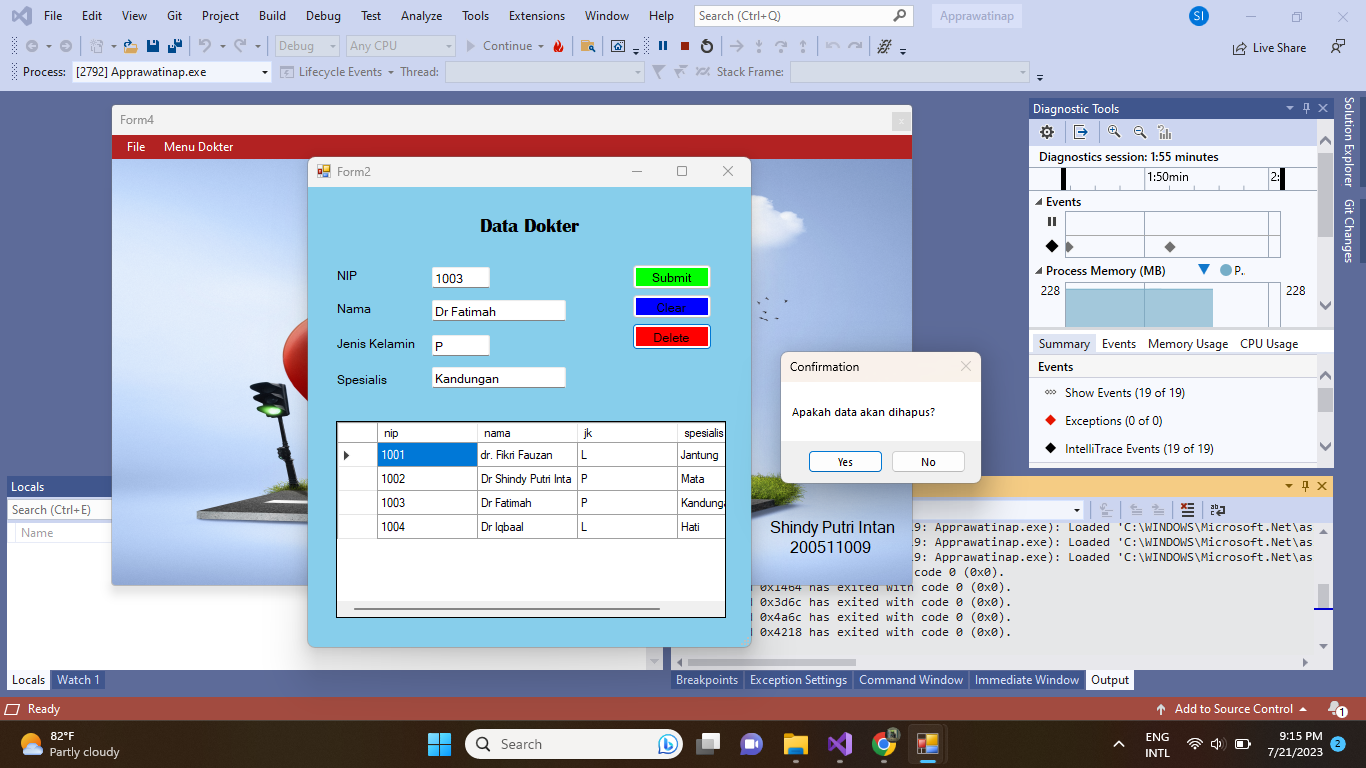 File Edit View Git Project Build Debug Test Analyze Tools Extensions Window Help Search (Ctrl+Q) Apprawatinap SI
Debug Any CPU Continue Live Share
Process: [2792] Apprawatinap.exe Lifecycle Events Thread: Stack Frame:
Form4
File Menu Dokter
Form2
Data Dokter
NIP 1003 Submit
Nama Dr Fatimah Clear
Jenis Kelamin P Delete
Spesialis Kandungan
nip nama jk spesialis
1001 dr. Fikri Fauzan L Jantung
1002 Dr Shindy Putri Inta P Mata
1003 Dr Fatimah P Kandunga
1004 Dr Iqbaal L Hati
Confirmation
Apakah data akan dihapus?
Yes No
Shindy Putri Intan
200511009
Diagnostic Tools
Diagnostics session: 1:55 minutes
1:50min 2:
Events
Process Memory (MB) P..
228 228
Summary Events Memory Usage CPU Usage
Events
Show Events (19 of 19)
Exceptions (0 of 0)
IntelliTrace Events (19 of 19)
Solution Explorer
Git Changes
Locals
Search (Ctrl+E)
Name
19: Apprawatinap.exe): Loaded 'C:\WINDOWS\Microsoft.Net\as
19: Apprawatinap.exe): Loaded 'C:\WINDOWS\Microsoft.Net\as
19: Apprawatinap.exe): Loaded 'C:\WINDOWS\Microsoft.Net\as
code 0 (0x0).
0x1464 has exited with code 0 (0x0).
0x3d6c has exited with code 0 (0x0).
0x4a6c has exited with code 0 (0x0).
0x4218 has exited with code 0 (0x0).
Locals Watch 1
Breakpoints Exception Settings Command Window Immediate Window Output
Ready Add to Source Control 1
82°F
Partly cloudy
Search
ENG
INTL
9:15 PM
7/21/2023
2